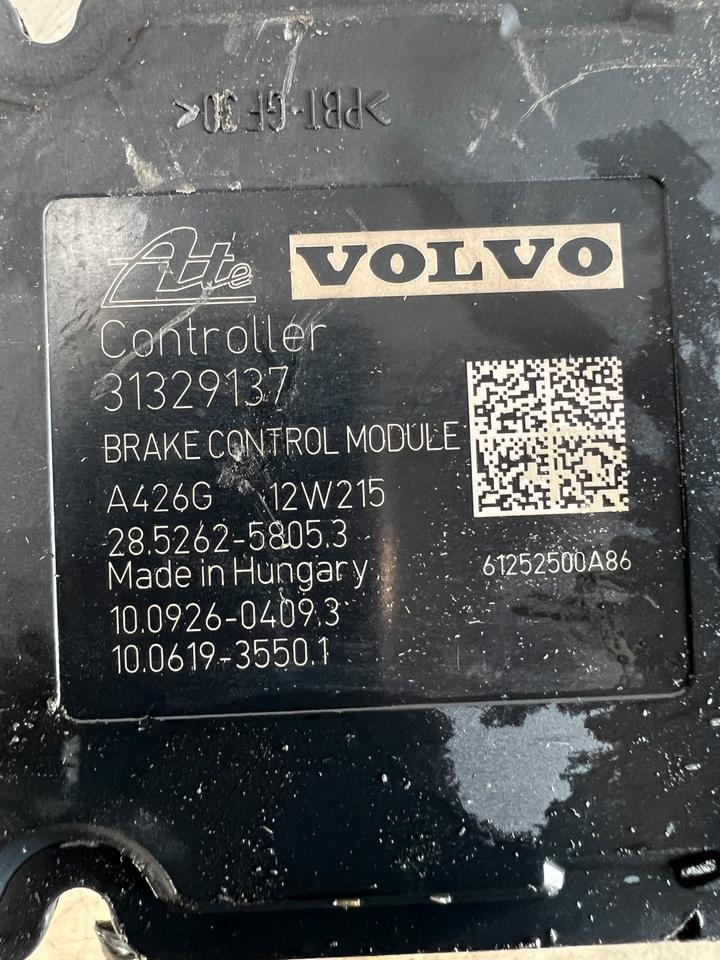 >PBT-GF30<
Ate VOLVO
Controller
31329137
BRAKE CONTROL MODULE
A426G 12W215
28.5262-5805.3
Made in Hungary
61252500A86
10.0926-0409.3
10.0619-3550.1